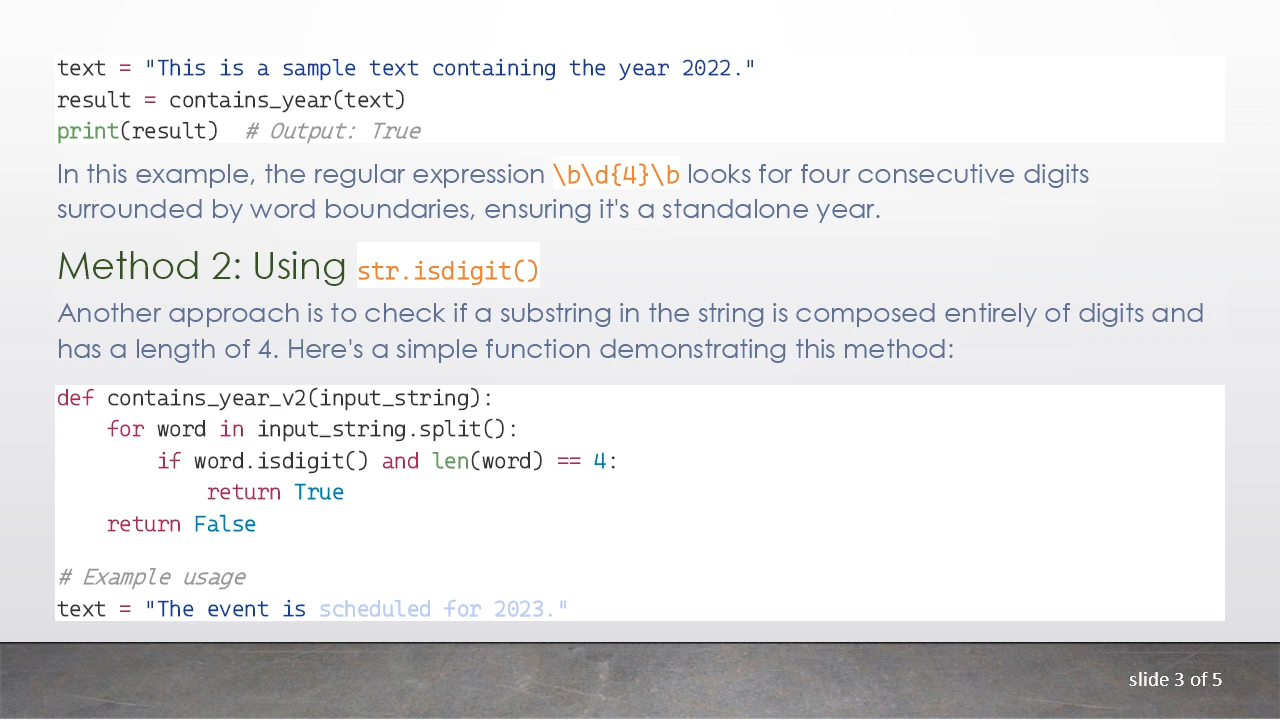 text = "This is a sample text containing the year 2022."
result = contains_year(text)
print(result)  # Output: True
In this example, the regular expression \b\d{4}\b looks for four consecutive digits
surrounded by word boundaries, ensuring it's a standalone year.
Method 2: Using str.isdigit()
Another approach is to check if a substring in the string is composed entirely of digits and
has a length of 4. Here's a simple function demonstrating this method:
def contains_year_v2(input_string):
    for word in input_string.split():
        if word.isdigit() and len(word) == 4:
            return True
    return False
# Example usage
text = "The event is scheduled for 2023."
slide 3 of 5